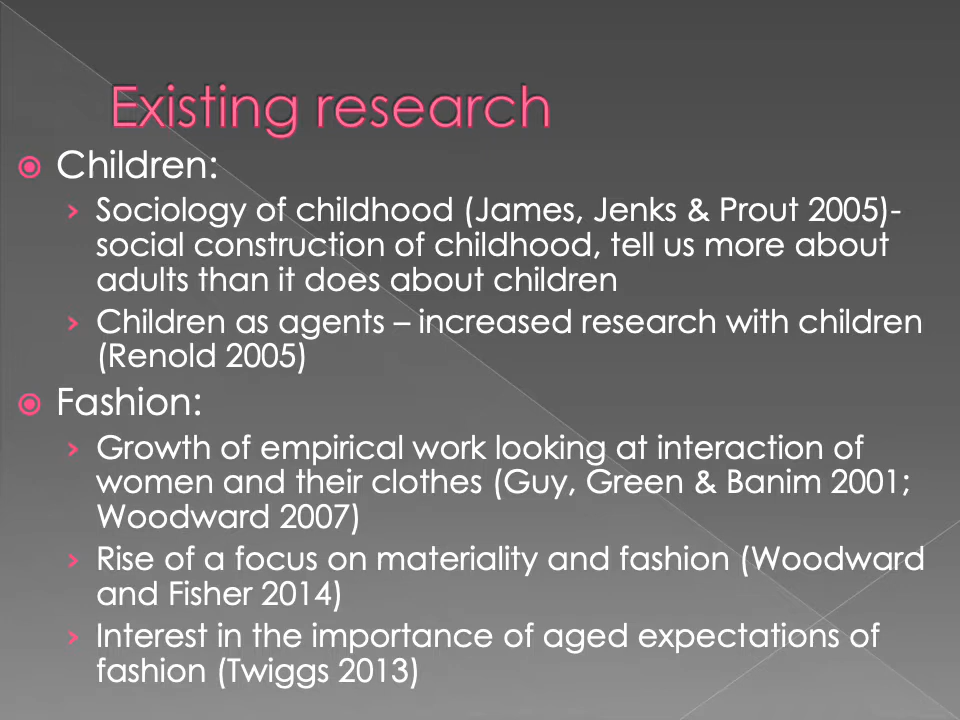 Existing research
Children:
Sociology of childhood (James, Jenks & Prout 2005)-
social construction of childhood, tell us more about
adults than it does about children
Children as agents – increased research with children
(Renold 2005)
Fashion:
Growth of empirical work looking at interaction of
women and their clothes (Guy, Green & Banim 2001;
Woodward 2007)
Rise of a focus on materiality and fashion (Woodward
and Fisher 2014)
Interest in the importance of aged expectations of
fashion (Twiggs 2013)